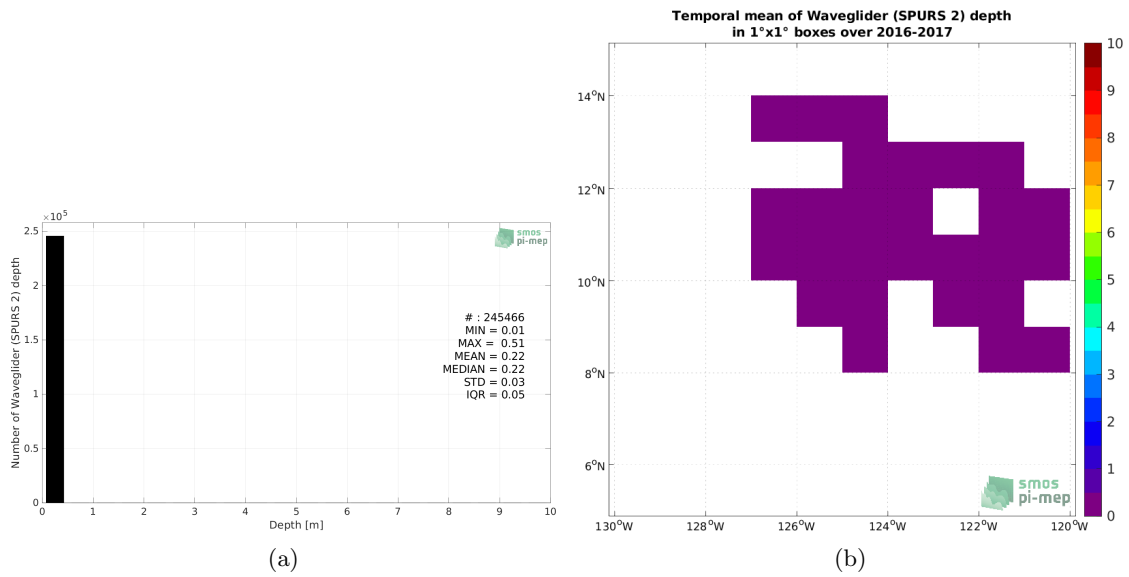 ×10⁵
2.5
2
1.5
1
0.5
0
Number of Waveglider (SPURS 2) depth
smos
pi-mep
# : 245466
MIN = 0.01
MAX = 0.51
MEAN = 0.22
MEDIAN = 0.22
STD = 0.03
IQR = 0.05
0 1 2 3 4 5 6 7 8 9 10
Depth [m]
(a)
Temporal mean of Waveglider (SPURS 2) depth
in 1°x1° boxes over 2016-2017
14°N
12°N
10°N
8°N
6°N
130°W 128°W 126°W 124°W 122°W 120°W
smos
pi-mep
10
9
8
7
6
5
4
3
2
1
0
(b)